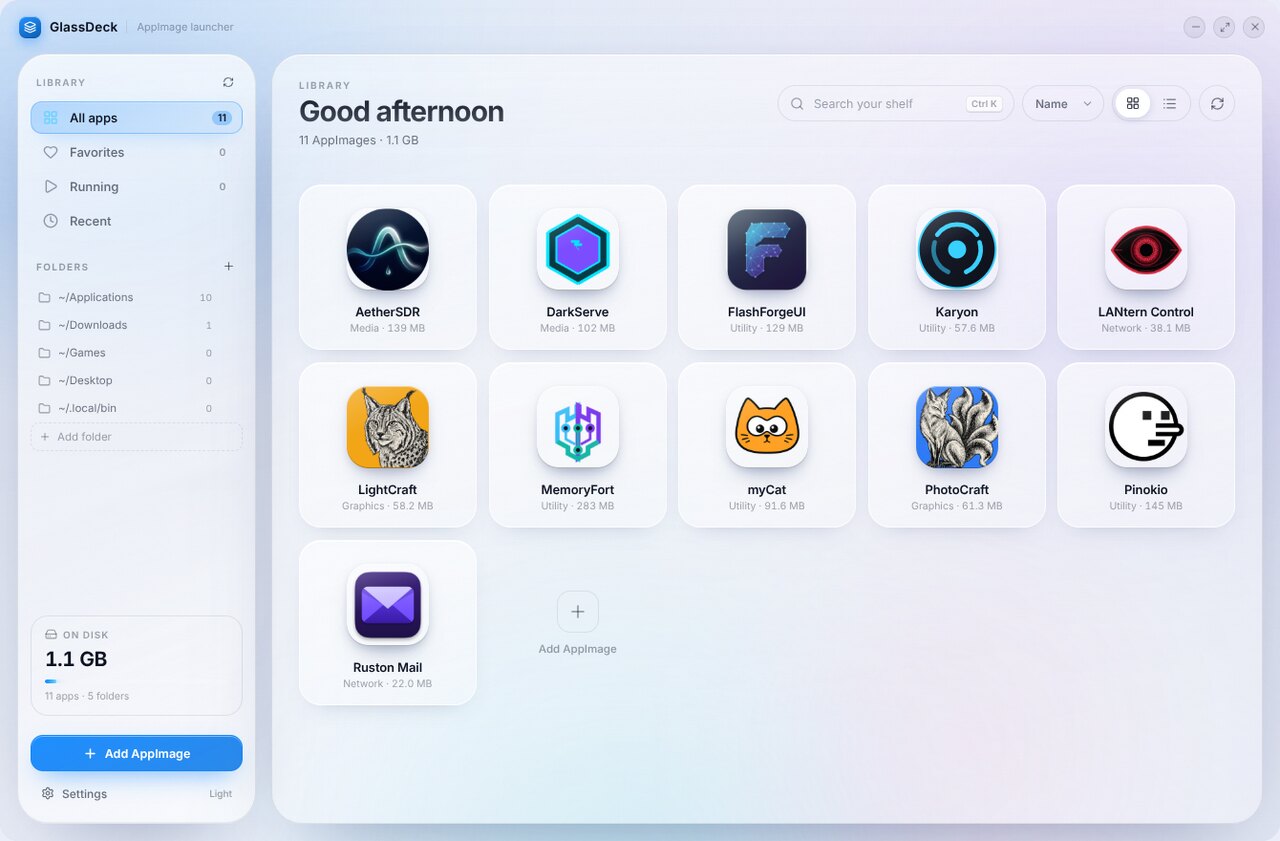 GlassDeck
AppImage launcher
LIBRARY
All apps 11
Favorites 0
Running 0
Recent
FOLDERS
~/Applications 10
~/Downloads 1
~/Games 0
~/Desktop 0
~/.local/bin 0
Add folder
ON DISK
1.1 GB
11 apps · 5 folders
Add AppImage
Settings Light
LIBRARY
Good afternoon
11 AppImages · 1.1 GB
Search your shelf Ctrl K
Name
AetherSDR
Media · 139 MB
DarkServe
Media · 102 MB
FlashForgeUI
Utility · 129 MB
Karyon
Utility · 57.6 MB
LANtern Control
Network · 38.1 MB
LightCraft
Graphics · 58.2 MB
MemoryFort
Utility · 283 MB
myCat
Utility · 91.6 MB
PhotoCraft
Graphics · 61.3 MB
Pinokio
Utility · 145 MB
Ruston Mail
Network · 22.0 MB
Add AppImage